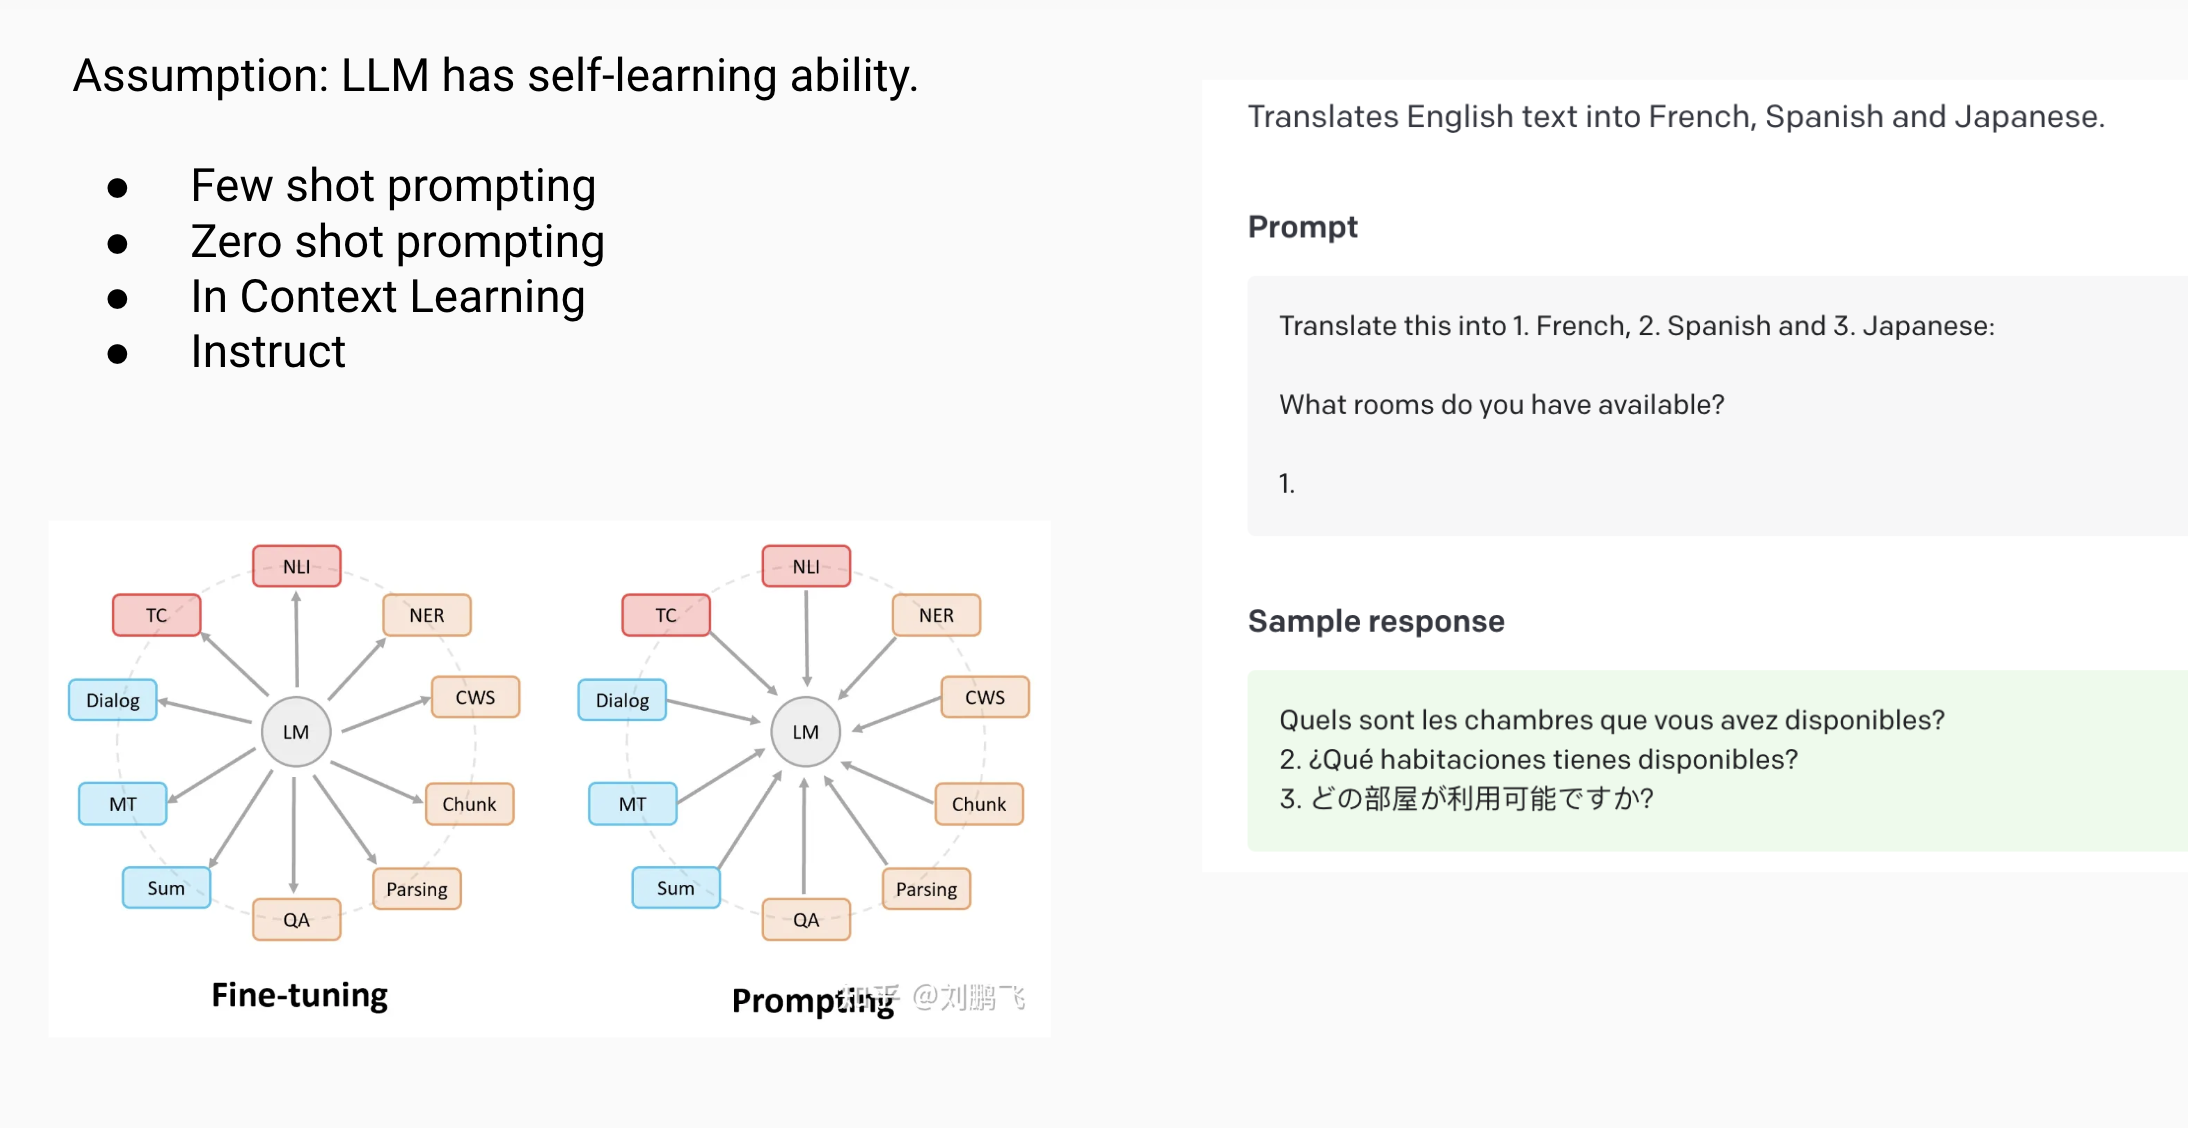 Assumption: LLM has self-learning ability.
● Few shot prompting
● Zero shot prompting
● In Context Learning
● Instruct
NLI
TC
NER
Dialog
CWS
LM
MT
Chunk
Sum
Parsing
QA
Fine-tuning
NLI
TC
NER
Dialog
CWS
LM
MT
Chunk
Sum
Parsing
QA
Prompting
知乎 @刘鹏飞
Translates English text into French, Spanish and Japanese.
Prompt
Translate this into 1. French, 2. Spanish and 3. Japanese:
What rooms do you have available?
1.
Sample response
Quels sont les chambres que vous avez disponibles?
2. ¿Qué habitaciones tienes disponibles?
3. どの部屋が利用可能ですか?